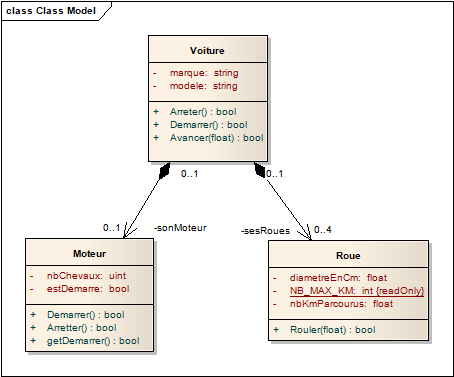 class Class Model
Voiture
- marque: string
- modele: string
+ Arreter() : bool
+ Demarrer() : bool
+ Avancer(float) : bool
0..1
0..1
0..1
-sonMoteur
-sesRoues
0..4
Moteur
- nbChevaux: uint
- estDemarre: bool
+ Demarrer() : bool
+ Arretter() : bool
+ getDemarrer() : bool
Roue
- diametreEnCm: float
- NB_MAX_KM: int {readOnly}
- nbKmParcourus: float
+ Rouler(float) : bool